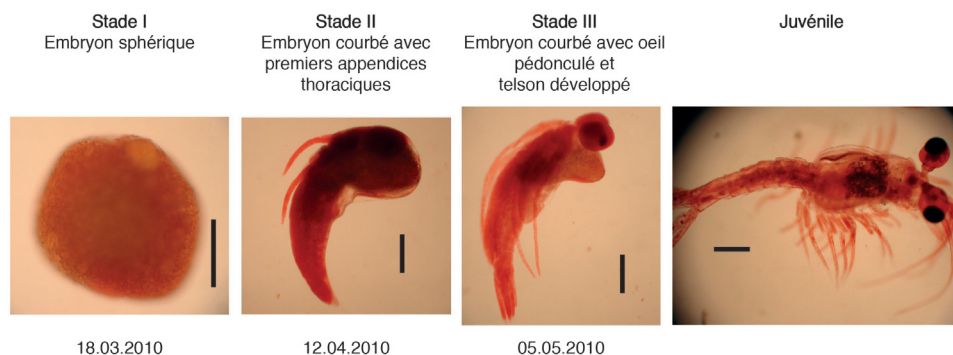 Stade I
Embryon sphérique
Stade II
Embryon courbé avec
premiers appendices
thoraciques
Stade III
Embryon courbé avec oeil
pédonculé et
telson développé
Juvénile
18.03.2010
12.04.2010
05.05.2010